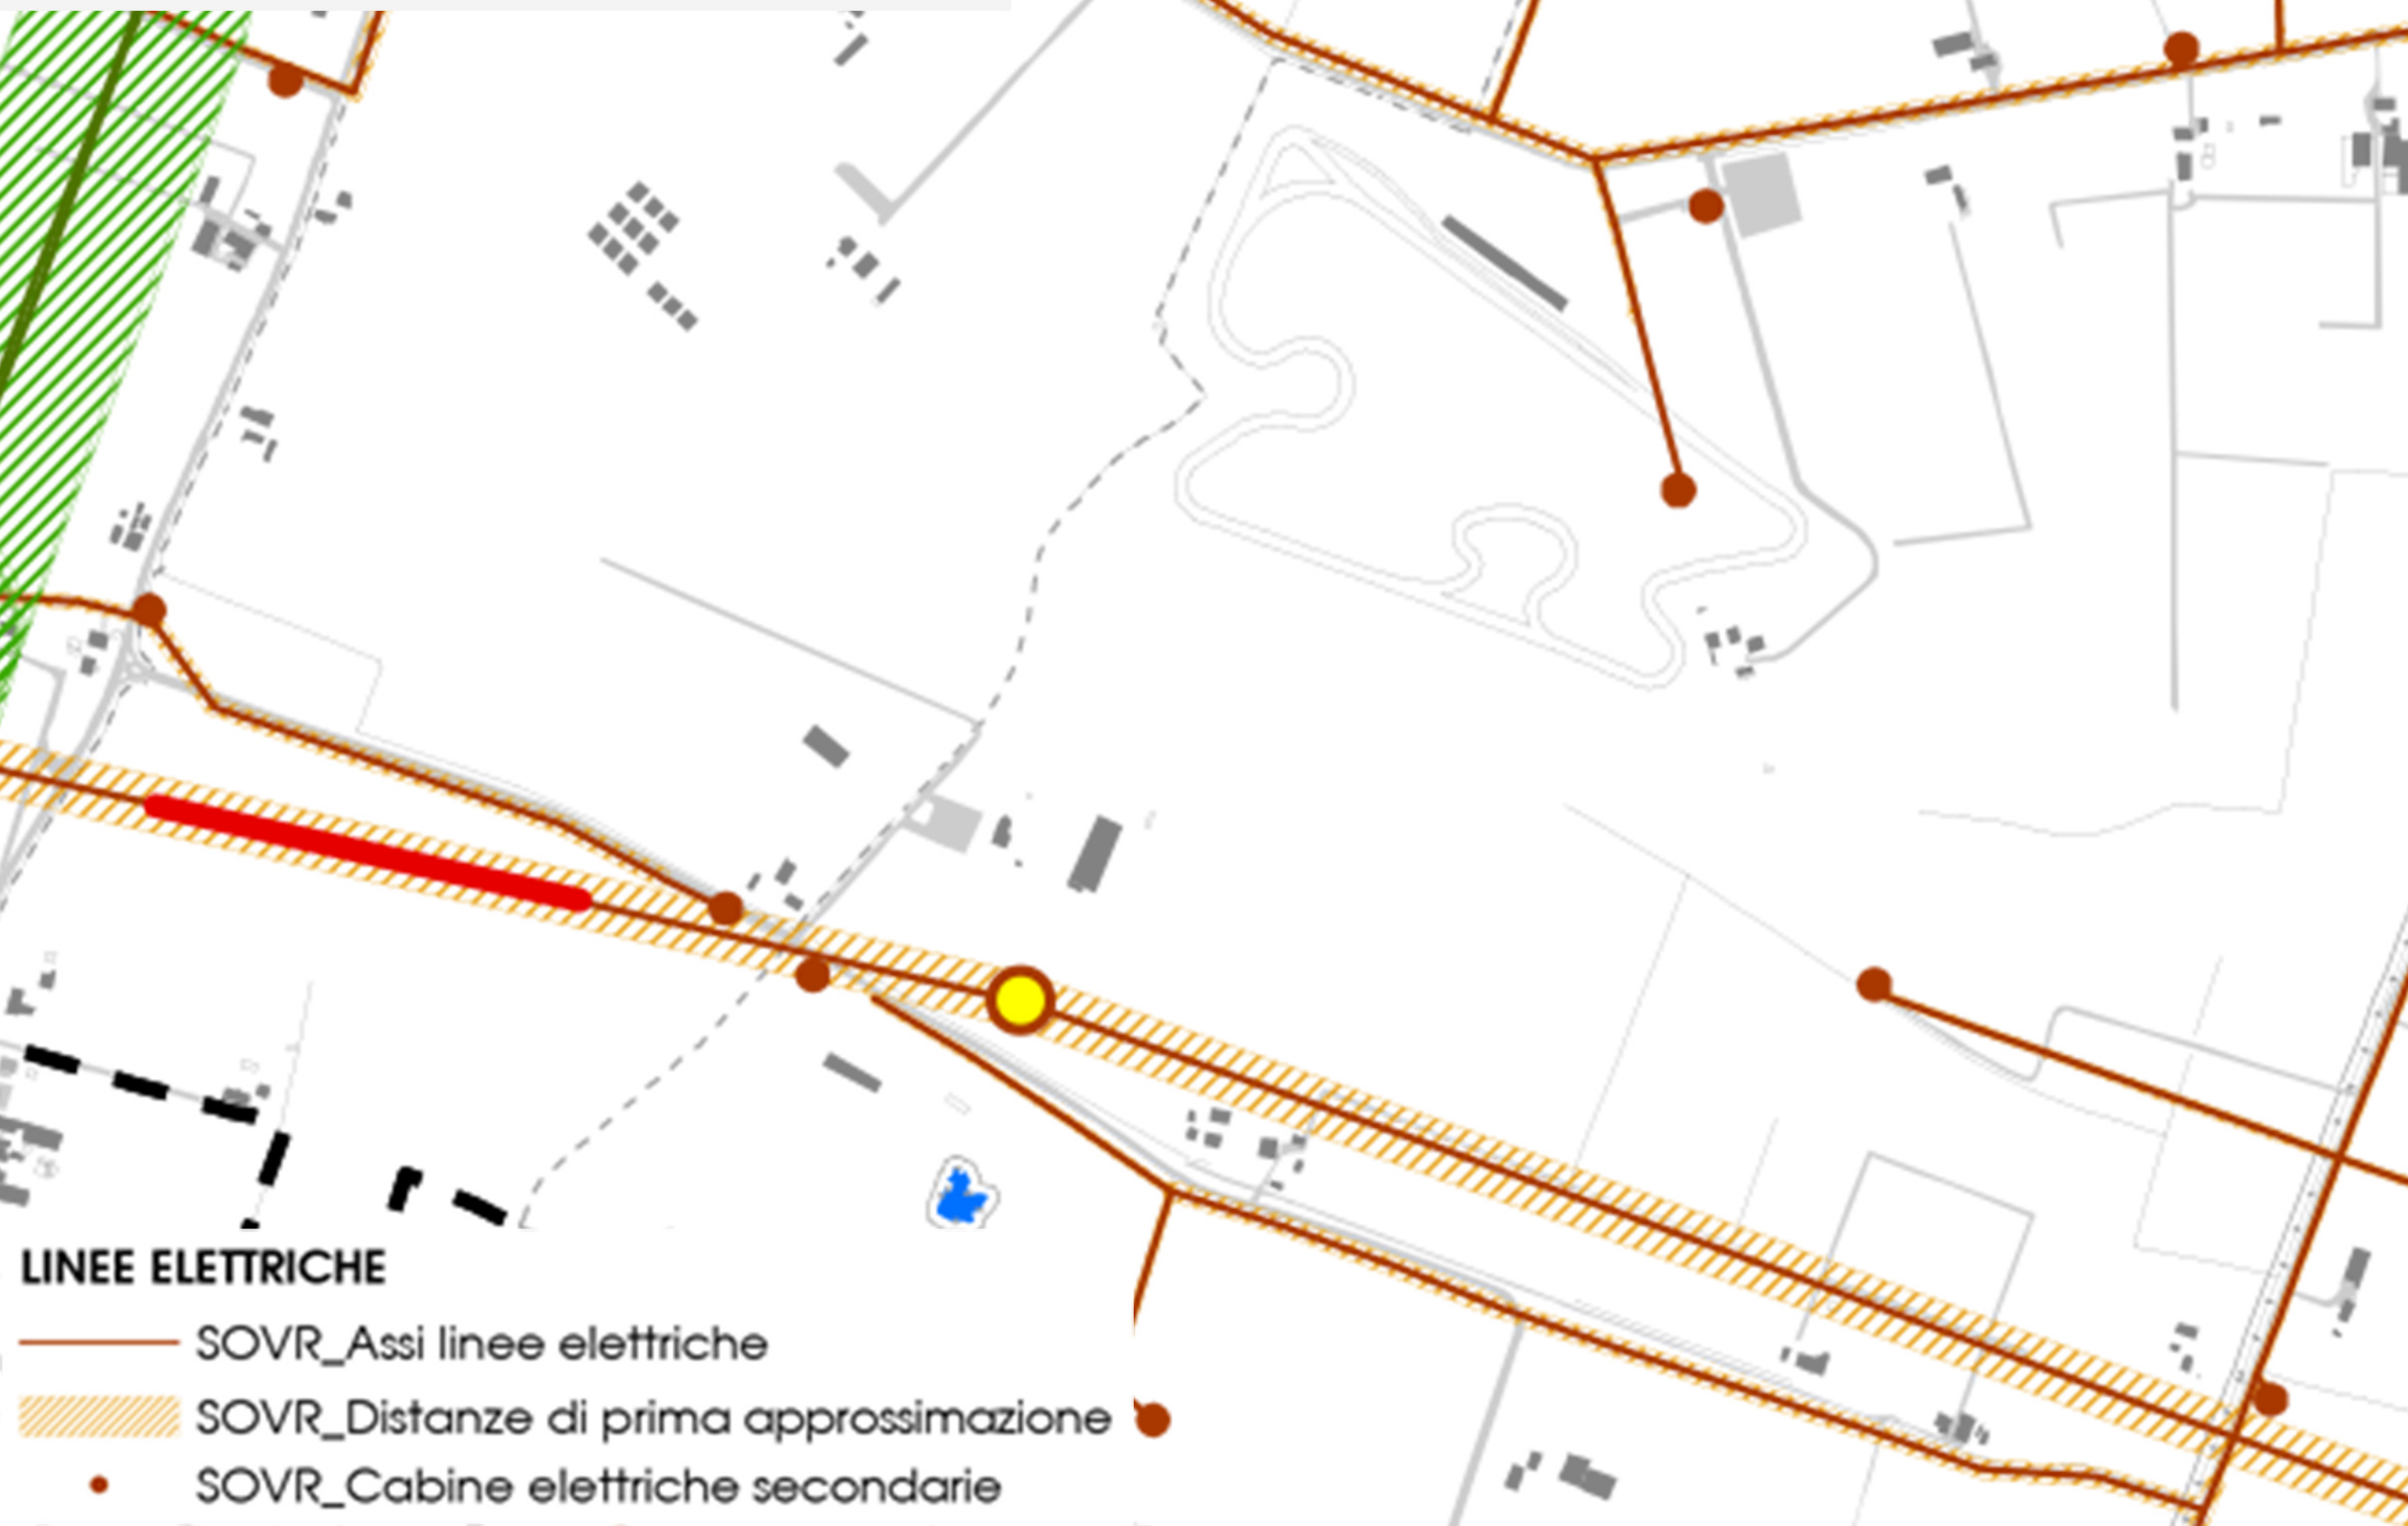 LINEE ELETTRICHE
SOVR_Assi linee elettriche
SOVR_Distanze di prima approssimazione
SOVR_Cabine elettriche secondarie